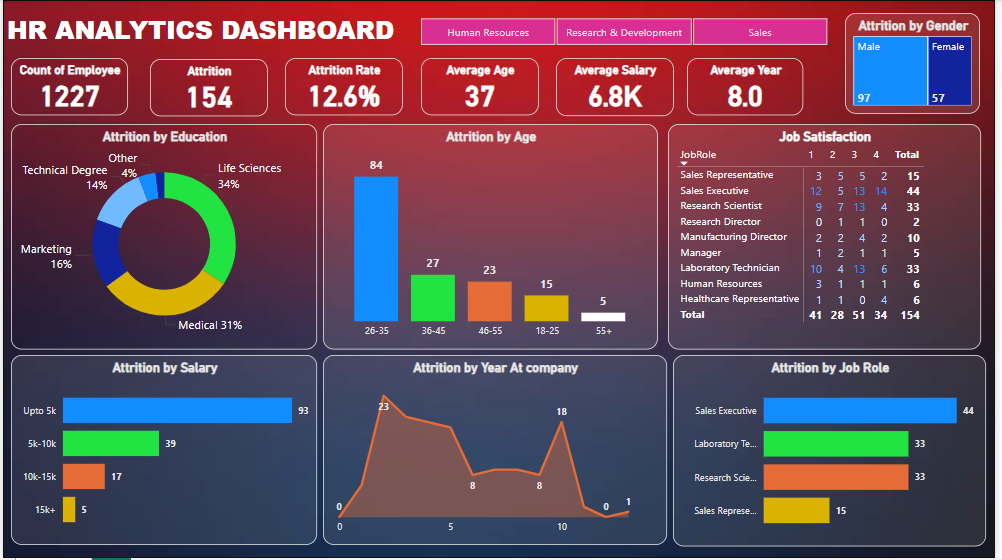 HR ANALYTICS DASHBOARD
Human Resources
Research & Development
Sales
Attrition by Gender
Male
Female
97
57
Count of Employee
1227
Attrition
154
Attrition Rate
12.6%
Average Age
37
Average Salary
6.8K
Average Year
8.0
Attrition by Education
Other
4%
Life Sciences
34%
Technical Degree
14%
Marketing
16%
Medical 31%
Attrition by Age
84
27
23
15
5
26-35 36-45 46-55 18-25 55+
Job Satisfaction
JobRole 1 2 3 4 Total
Sales Representative 3 5 5 2 15
Sales Executive 12 5 13 14 44
Research Scientist 9 7 13 4 33
Research Director 0 1 1 0 2
Manufacturing Director 2 2 4 2 10
Manager 1 2 1 1 5
Laboratory Technician 10 4 13 6 33
Human Resources 3 1 1 1 6
Healthcare Representative 1 1 0 4 6
Total 41 28 51 34 154
Attrition by Salary
Upto 5k 93
5k-10k 39
10k-15k 17
15k+ 5
Attrition by Year At company
23
18
8
8
0
0
1
0 5 10
Attrition by Job Role
Sales Executive 44
Laboratory Te... 33
Research Scie... 33
Sales Represe... 15